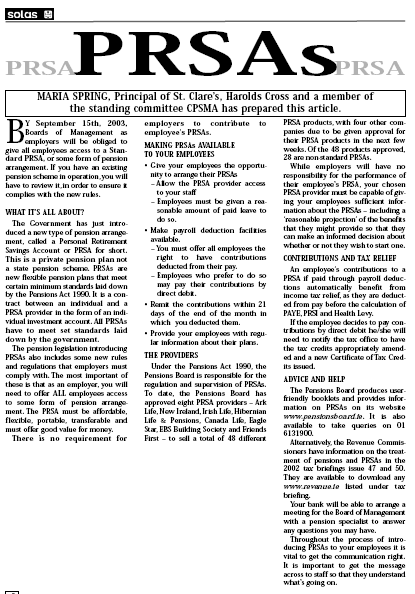 solas
PRSA PRSAs PRSA
MARIA SPRING, Principal of St. Clare's, Harolds Cross and a member of
the standing committee CPSMA has prepared this article.
BY September 15th, 2003,
Boards of Management as
employers will be obliged to
give all employees access to a Stan-
dard PRSA, or some form of pension
arrangement. If you have an existing
pension scheme in operation, you will
have to review it, in order to ensure it
complies with the new rules.
WHAT IT'S ALL ABOUT?
The Government has just intro-
duced a new type of pension arrange-
ment, called a Personal Retirement
Savings Account or PRSA for short.
This is a private pension plan not
a state pension scheme. PRSAs are
new flexible pension plans that meet
certain minimum standards laid down
by the Pensions Act 1990. It is a con-
tract between an individual and a
PRSA provider in the form of an indi-
vidual investment account. All PRSAs
have to meet set standards laid
down by the government.
The pension legislation introducing
PRSAs also includes some new rules
and regulations that employers must
comply with. The most important of
these is that as an employer, you will
need to offer ALL employees access
to some form of pension arrange-
ment. The PRSA must be affordable,
flexible, portable, transferable and
must offer good value for money.
There is no requirement for
employers to contribute to
employee's PRSAs.
MAKING PRSAs AVAILABLE
TO YOUR EMPLOYEES
• Give your employees the opportu-
nity to arrange their PRSAs
– Allow the PRSA provider access
to your staff
– Employees must be given a rea-
sonable amount of paid leave to
do so.
• Make payroll deduction facilities
available.
– You must offer all employees the
right to have contributions
deducted from their pay.
– Employees who prefer to do so
may pay their contributions by
direct debit.
• Remit the contributions within 21
days of the end of the month in
which you deducted them.
• Provide your employees with regu-
lar information about their plans.
THE PROVIDERS
Under the Pensions Act 1990, the
Pensions Board is responsible for the
regulation and supervision of PRSAs.
To date, the Pensions Board has
approved eight PRSA providers – Ark
Life, New Ireland, Irish Life, Hibernian
Life & Pensions, Canada Life, Eagle
Star, EBS Building Society and Friends
First – to sell a total of 48 different
PRSA products, with four other com-
panies due to be given approval for
their PRSA products in the next few
weeks. Of the 48 products approved,
28 are non-standard PRSAs.
While employers will have no
responsibility for the performance of
their employee's PRSA, your chosen
PRSA provider must be capable of giv-
ing your employees sufficient infor-
mation about the PRSAs – including a
'reasonable projection' of the benefits
that they might provide so that they
can make an informed decision about
whether or not they wish to start one.
CONTRIBUTIONS AND TAX RELIEF
An employee's contributions to a
PRSA if paid through payroll deduc-
tions automatically benefit from
income tax relief, as they are deduct-
ed from pay before the calculation of
PAYE, PRSI and Health Levy.
If the employee decides to pay con-
tributions by direct debit he/she will
need to notify the tax office to have
the tax credits appropriately amend-
ed and a new Certificate of Tax Cred-
its issued.
ADVICE AND HELP
The Pensions Board produces user-
friendly booklets and provides infor-
mation on PRSAs on its website
www.pensionsboard.ie. It is also
available to take queries on 01
6131900.
Alternatively, the Revenue Commis-
sioners have information on the treat-
ment of pensions and PRSAs in the
2002 tax briefings issue 47 and 50.
They are available to download any
www.revenue.ie listed under tax
briefing.
Your bank will be able to arrange a
meeting for the Board of Management
with a pension specialist to answer
any questions you may have.
Throughout the process of intro-
ducing PRSAs to your employees it is
vital to get the communication right.
It is important to get the message
across to staff so that they understand
what's going on.